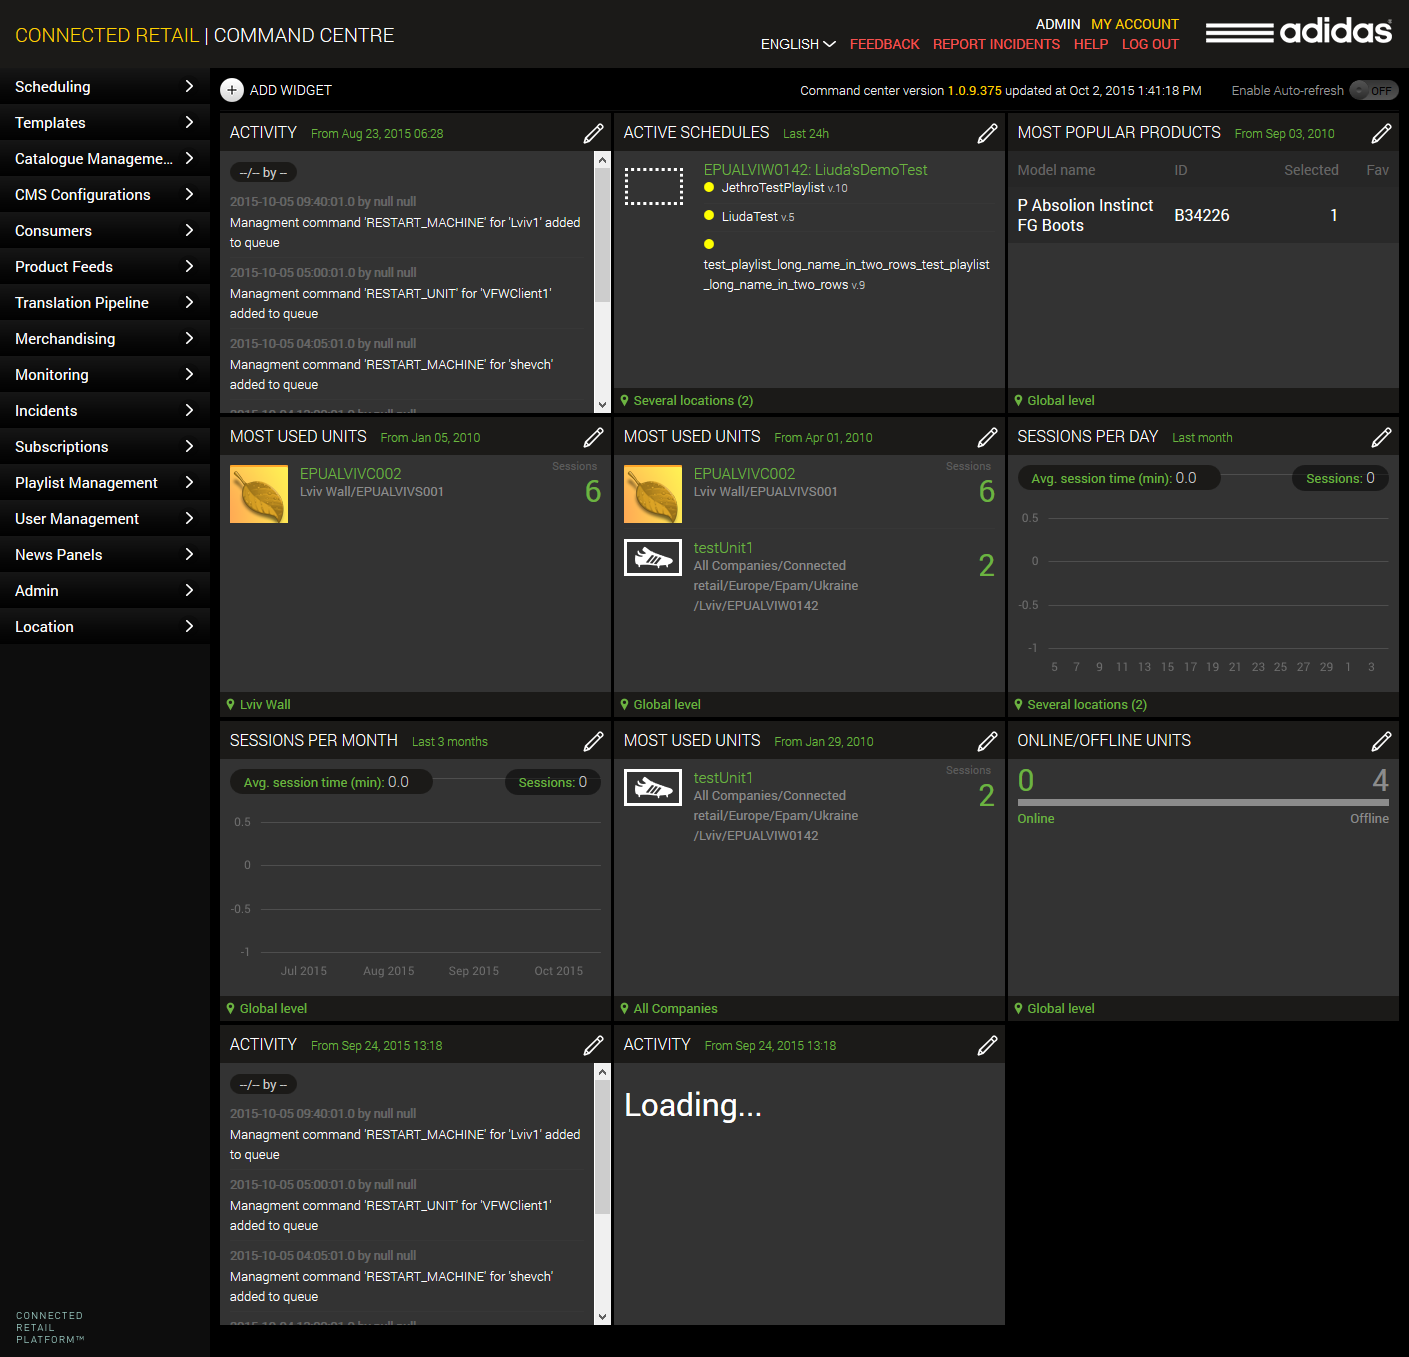 CONNECTED RETAIL | COMMAND CENTRE
ADMIN MY ACCOUNT
ENGLISH FEEDBACK REPORT INCIDENTS HELP LOG OUT
adidas
Scheduling
Templates
Catalogue Manageme...
CMS Configurations
Consumers
Product Feeds
Translation Pipeline
Merchandising
Monitoring
Incidents
Subscriptions
Playlist Management
User Management
News Panels
Admin
Location
CONNECTED
RETAIL
PLATFORM™
ADD WIDGET
Command center version 1.0.9.375 updated at Oct 2, 2015 1:41:18 PM
Enable Auto-refresh OFF
ACTIVITY From Aug 23, 2015 06:28
--/-- by --
2015-10-05 09:40:01.0 by null null
Managment command 'RESTART_MACHINE' for 'Lviv1' added
to queue
2015-10-05 05:00:01.0 by null null
Managment command 'RESTART_UNIT' for 'VFWClient1'
added to queue
2015-10-05 04:05:01.0 by null null
Managment command 'RESTART_MACHINE' for 'shevch'
added to queue
ACTIVE SCHEDULES Last 24h
EPUALVIW0142: Liuda'sDemoTest
JethroTestPlaylist v.10
LiudaTest v.5
test_playlist_long_name_in_two_rows_test_playlist
_long_name_in_two_rows v.9
Several locations (2)
MOST POPULAR PRODUCTS From Sep 03, 2010
Model name ID Selected Fav
P Absolion Instinct
FG Boots
B34226 1
Global level
MOST USED UNITS From Jan 05, 2010
Sessions
EPUALVIVC002
Lviv Wall/EPUALVIVS001
6
Lviv Wall
MOST USED UNITS From Apr 01, 2010
Sessions
EPUALVIVC002
Lviv Wall/EPUALVIVS001
6
testUnit1
All Companies/Connected
retail/Europe/Epam/Ukraine
/Lviv/EPUALVIW0142
2
Global level
SESSIONS PER DAY Last month
Avg. session time (min): 0.0 Sessions: 0
0.5
0
-0.5
-1
5 7 9 11 13 15 17 19 21 23 25 27 29 1 3
Several locations (2)
SESSIONS PER MONTH Last 3 months
Avg. session time (min): 0.0 Sessions: 0
0.5
0
-0.5
-1
Jul 2015 Aug 2015 Sep 2015 Oct 2015
Global level
MOST USED UNITS From Jan 29, 2010
Sessions
testUnit1
All Companies/Connected
retail/Europe/Epam/Ukraine
/Lviv/EPUALVIW0142
2
All Companies
ONLINE/OFFLINE UNITS
0 4
Online Offline
Global level
ACTIVITY From Sep 24, 2015 13:18
--/-- by --
2015-10-05 09:40:01.0 by null null
Managment command 'RESTART_MACHINE' for 'Lviv1' added
to queue
2015-10-05 05:00:01.0 by null null
Managment command 'RESTART_UNIT' for 'VFWClient1'
added to queue
2015-10-05 04:05:01.0 by null null
Managment command 'RESTART_MACHINE' for 'shevch'
added to queue
ACTIVITY From Sep 24, 2015 13:18
Loading...